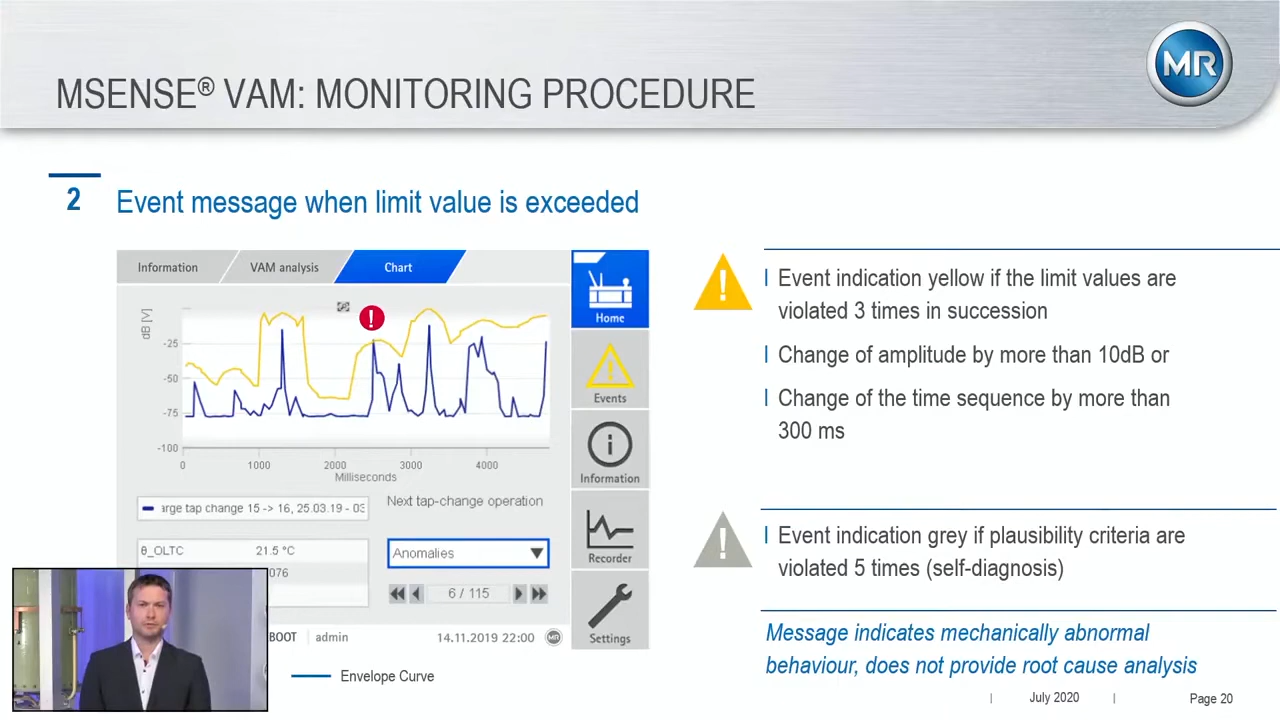 MSENSE® VAM: MONITORING PROCEDURE
MR
2
Event message when limit value is exceeded
Information
VAM analysis
Chart
Home
Events
Information
Recorder
Settings
dB [V]
-25
-50
-75
-100
0
1000
2000
3000
4000
Milliseconds
arge tap change 15 -> 16, 25.03.19 - 03
Next tap-change operation
θ_OLTC
21.5 °C
076
Anomalies
6 / 115
BOOT
admin
14.11.2019 22:00
MR
Envelope Curve
Event indication yellow if the limit values are
violated 3 times in succession
Change of amplitude by more than 10dB or
Change of the time sequence by more than
300 ms
Event indication grey if plausibility criteria are
violated 5 times (self-diagnosis)
Message indicates mechanically abnormal
behaviour, does not provide root cause analysis
July 2020
Page 20